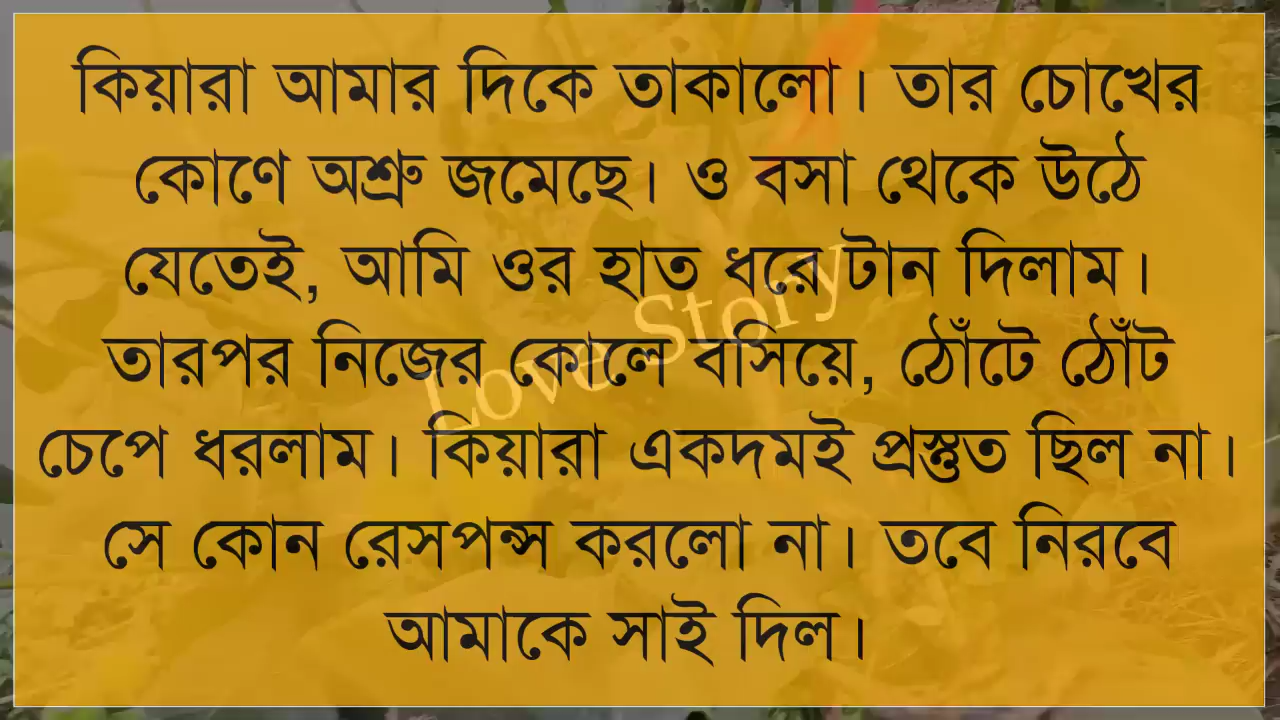 কিয়ারা আমার দিকে তাকালো। তার চোখের
কোণে অশ্রু জমেছে। ও বসা থেকে উঠে
যেতেই, আমি ওর হাত ধরে টান দিলাম।
তারপর নিজের কোলে বসিয়ে, ঠোঁটে ঠোঁট
চেপে ধরলাম। কিয়ারা একদমই প্রস্তুত ছিল না।
সে কোন রেসপন্স করলো না। তবে নিরবে
আমাকে সাই দিল।
Love Story